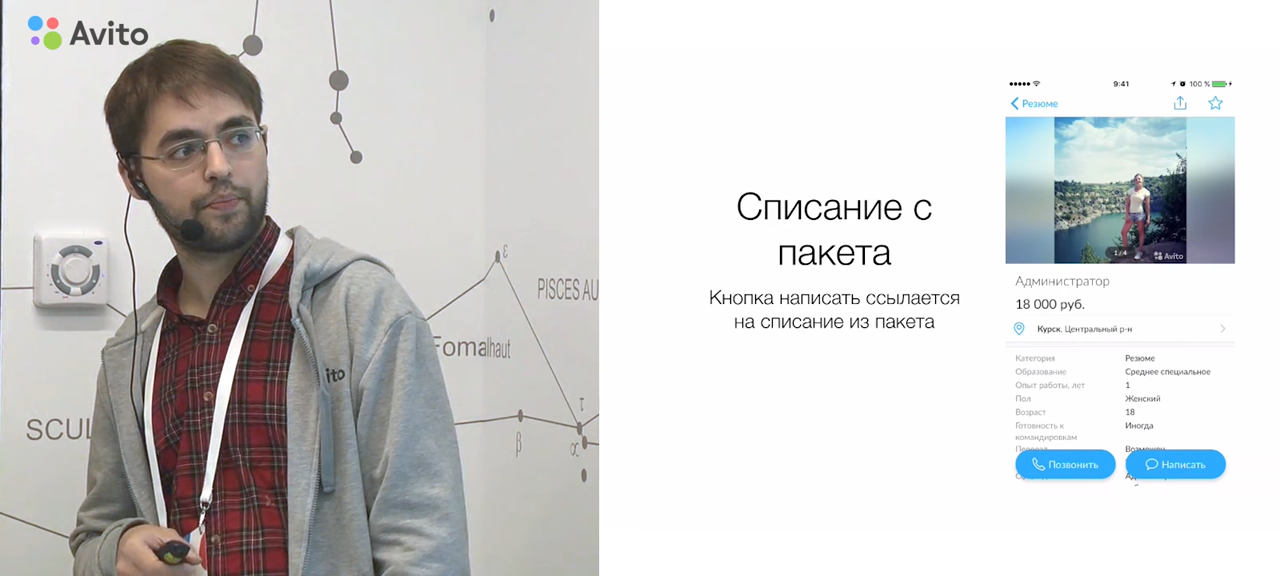 Avito
ε
PISCES AU
Fomalhaut
ito
SCUL
β
α
Списание с
пакета
Кнопка написать ссылается
на списание из пакета
9:41
100 %
Резюме
1/4
Avito
Администратор
18 000 руб.
Курск, Центральный р-н
Категория Резюме
Образование Среднее специальное
Опыт работы, лет 1
Пол Женский
Возраст 18
Готовность к Иногда
командировкам
Переезд Возможен
Позвонить
Написать